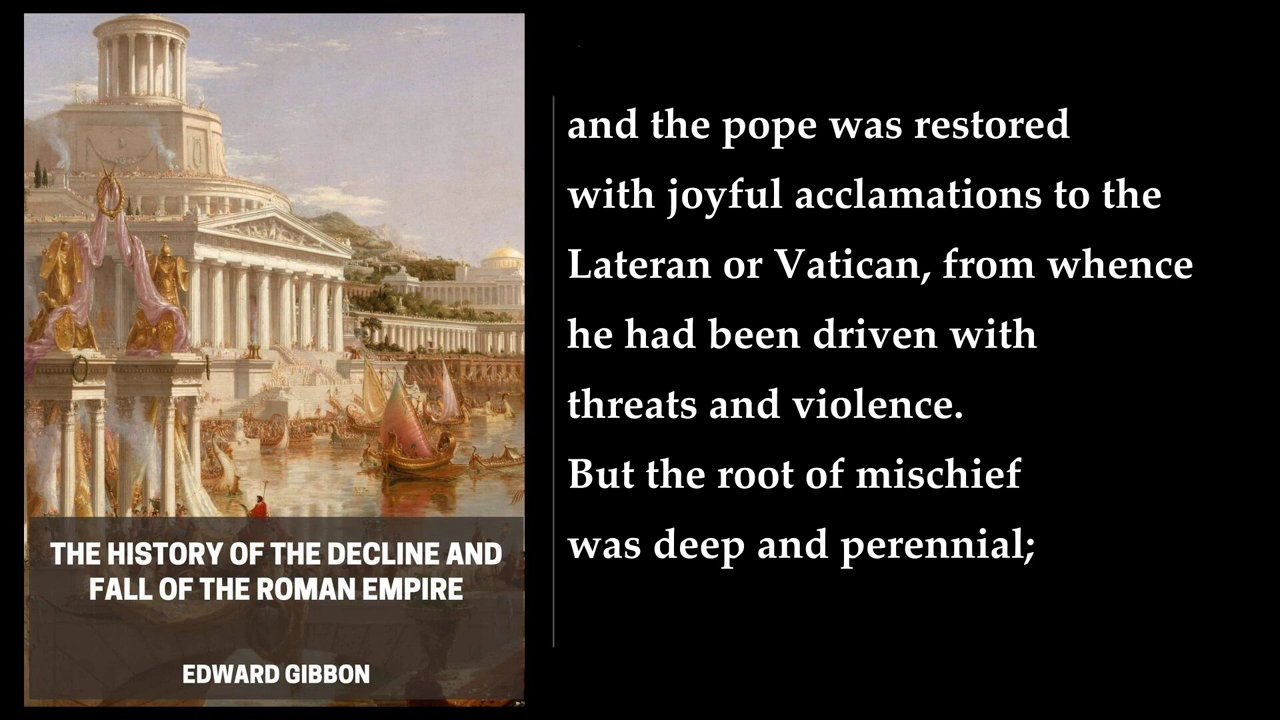 THE HISTORY OF THE DECLINE AND
FALL OF THE ROMAN EMPIRE
EDWARD GIBBON
and the pope was restored
with joyful acclamations to the
Lateran or Vatican, from whence
he had been driven with
threats and violence.
But the root of mischief
was deep and perennial;